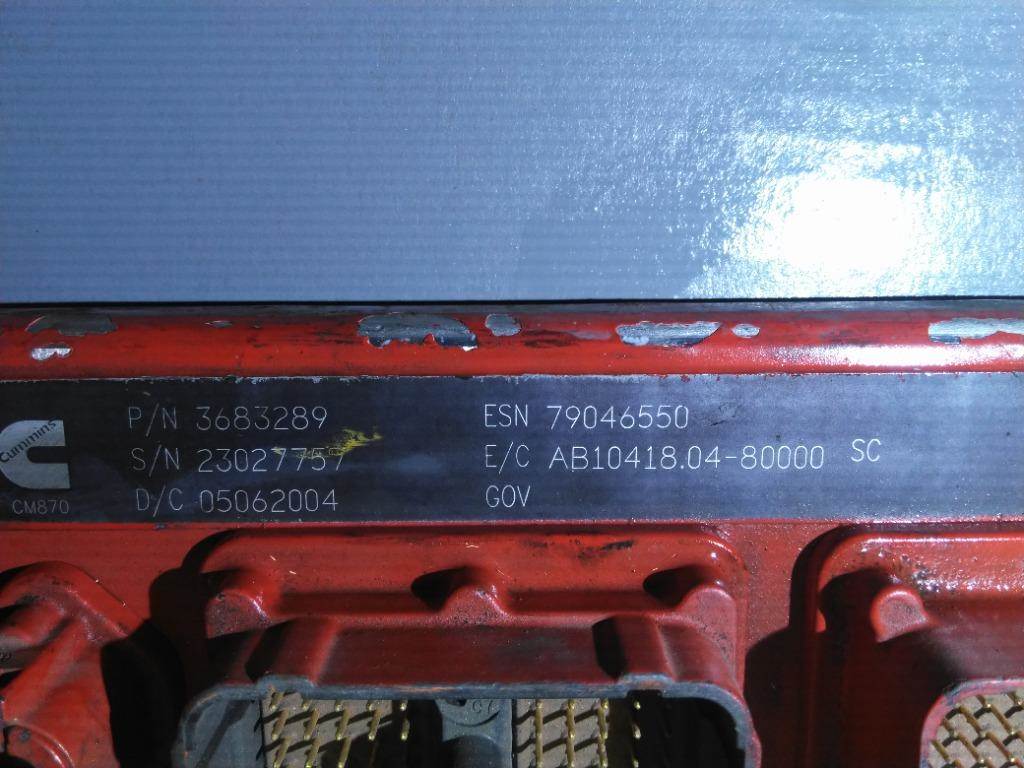 P/N 3683289 ESN 79046550
Cummins S/N 23027757 E/C AB10418.04-80000 SC
CM870 D/C 05062004 GOV